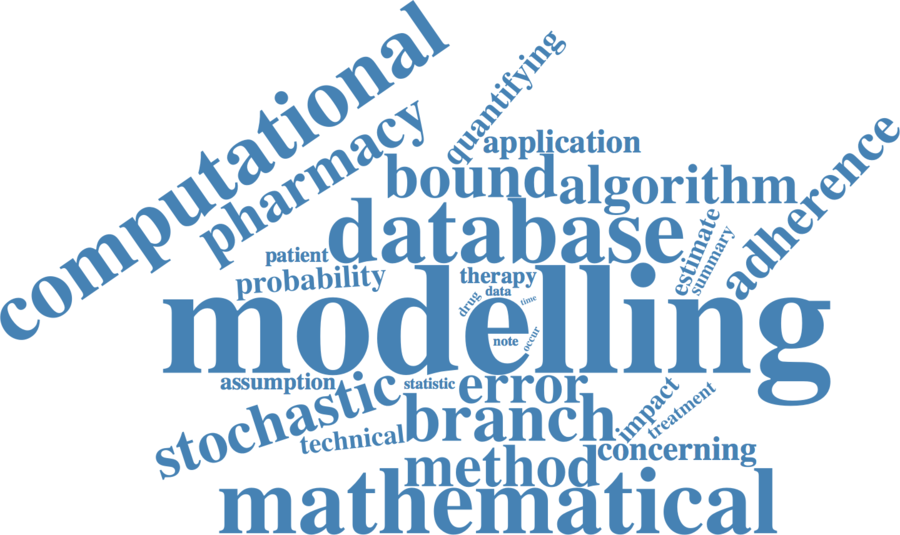 computational
quantifying
pharmacy
application
adherence
bound
algorithm
database
estimate
summary
patient
probability
therapy
data
drug
time
modelling
note
occur
assumption
statistic
error
impact
treatment
stochastic
branch
technical
concerning
method
mathematical